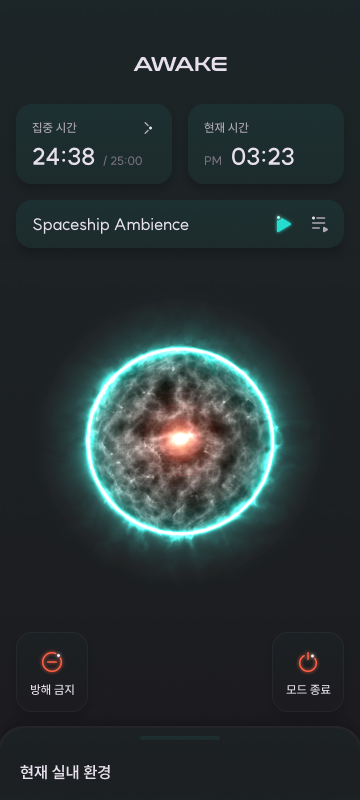 AWAKE
집중 시간
24:38 / 25:00
현재 시간
PM 03:23
Spaceship Ambience
방해 금지
모드 종료
현재 실내 환경